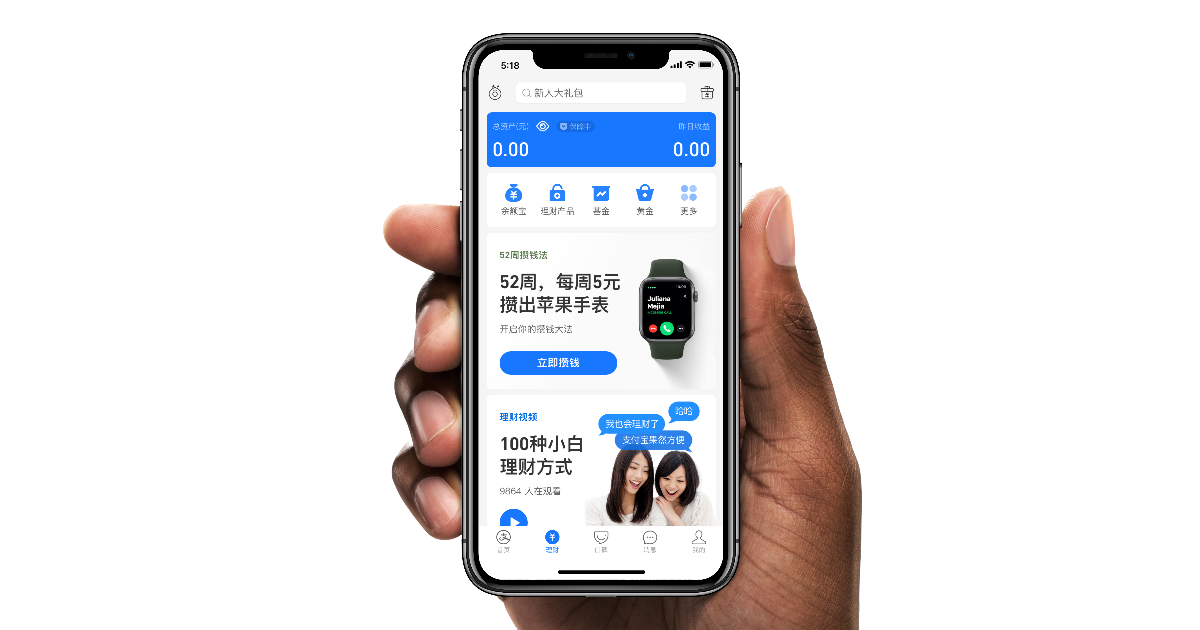 5:18
新人大礼包
总资产(元) 保障中 昨日收益
0.00 0.00
余额宝 理财产品 基金 黄金 更多
52周攒钱法
52周，每周5元
攒出苹果手表
开启你的攒钱大法
立即攒钱
10:09
Juliana
Mejia
理财视频
哈哈
我也会理财了
支付宝果然方便
100种小白
理财方式
9864 人在观看
首页 理财 口碑 消息 我的